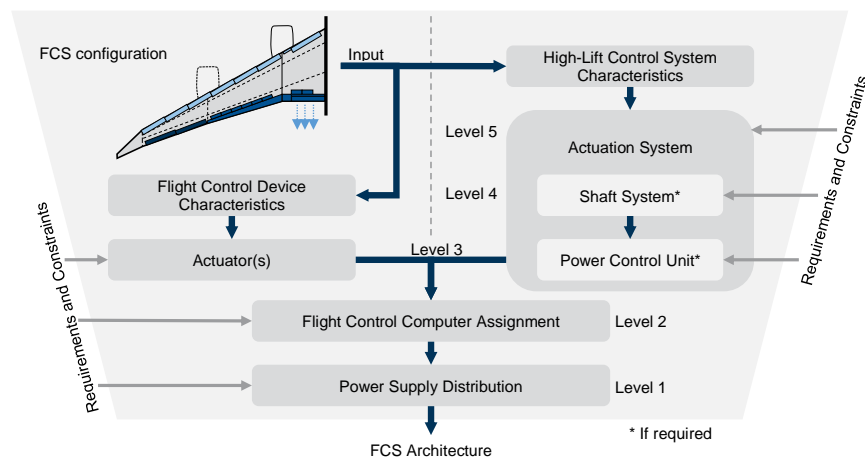 FCS configuration
Input
High-Lift Control System
Characteristics
Level 5
Actuation System
Flight Control Device
Characteristics
Level 4
Shaft System*
Actuator(s)
Level 3
Power Control Unit*
Flight Control Computer Assignment
Level 2
Power Supply Distribution
Level 1
* If required
FCS Architecture
Requirements and Constraints
Requirements and Constraints